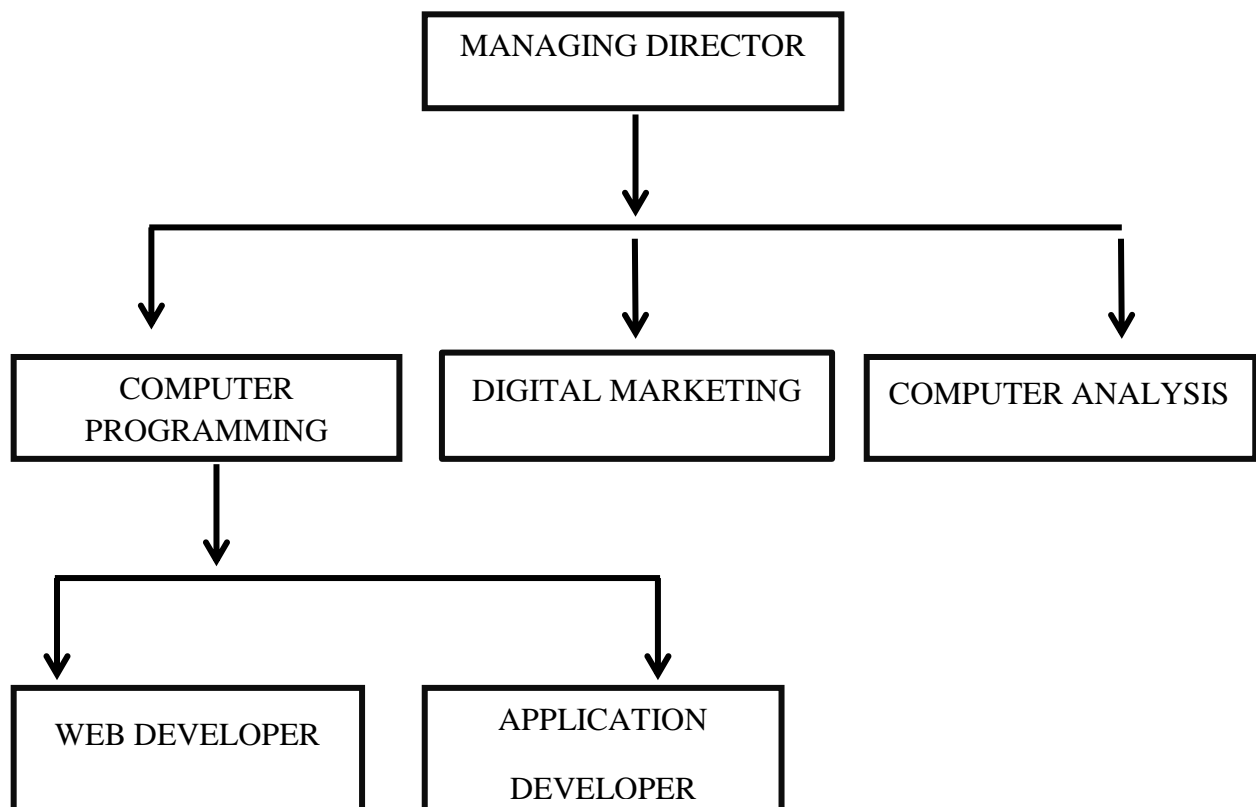 MANAGING DIRECTOR
COMPUTER
PROGRAMMING
DIGITAL MARKETING
COMPUTER ANALYSIS
WEB DEVELOPER
APPLICATION
DEVELOPER